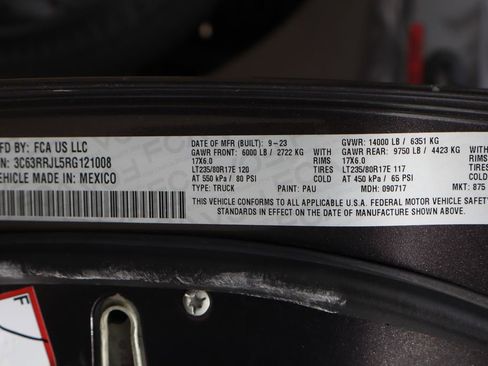 MFD BY: FCA US LLC
DATE OF MFR (BUILT): 9-23
GVWR: 14000 LB / 6351 KG
GAWR FRONT: 6000 LB / 2722 KG WITH
GAWR REAR: 9750 LB / 4423 KG WITH
N: 3C63RRJL5RG121008
17X6.0 RIMS
17X6.0 RIMS
VEHICLE MADE IN: MEXICO
LT235/80R17E 120 TIRES
LT235/80R17E 117 TIRES
AT 550 kPa / 80 PSI COLD
AT 450 kPa / 65 PSI COLD
TYPE: TRUCK PAINT: PAU MDH: 090717 MKT: 875
THIS VEHICLE CONFORMS TO ALL APPLICABLE U.S.A. FEDERAL MOTOR VEHICLE SAFETY
STANDARDS IN EFFECT ON THE DATE OF MANUFACTURE SHOWN ABOVE.
F